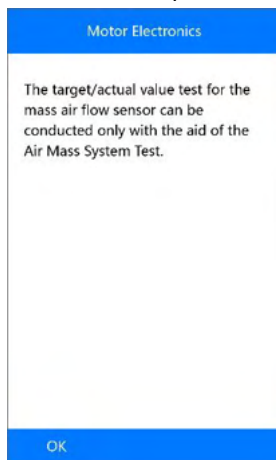 Motor Electronics
The target/actual value test for the
mass air flow sensor can be
conducted only with the aid of the
Air Mass System Test.
OK